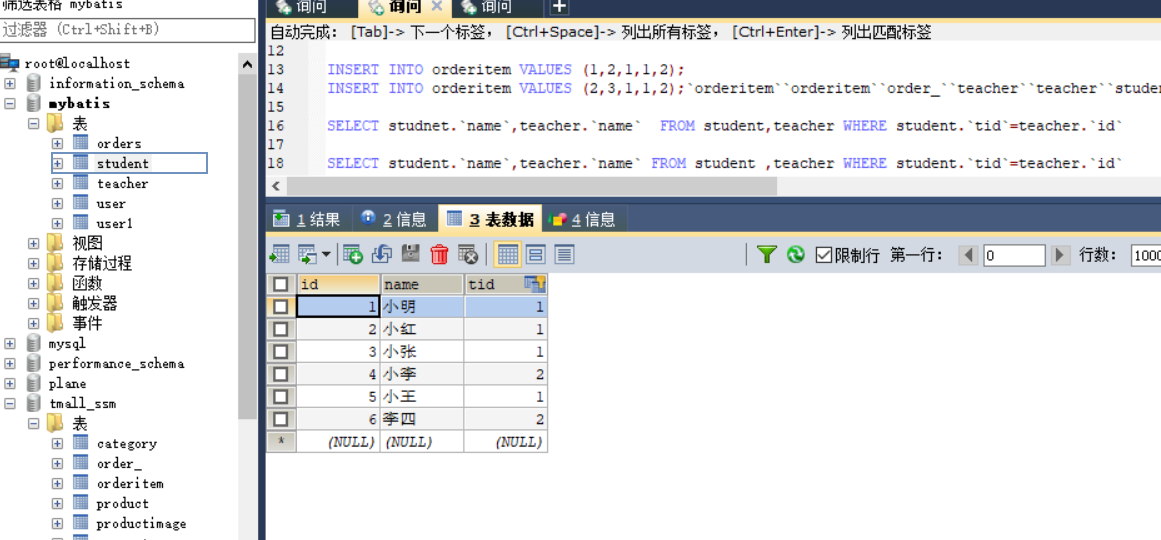 筛选表格 mybatis
过滤器 (Ctrl+Shift+B)
root@localhost
information_schema
mybatis
表
orders
student
teacher
user
user1
视图
存储过程
函数
触发器
事件
mysql
performance_schema
plane
tmall_ssm
表
category
order_
orderitem
product
productimage
询问 询问 询问
自动完成: [Tab]-> 下一个标签, [Ctrl+Space]-> 列出所有标签, [Ctrl+Enter]-> 列出匹配标签
12
13 INSERT INTO orderitem VALUES (1,2,1,1,2);
14 INSERT INTO orderitem VALUES (2,3,1,1,2);`orderitem``orderitem``order_``teacher``teacher``studen
15
16 SELECT studnet.`name`,teacher.`name` FROM student,teacher WHERE student.`tid`=teacher.`id`
17
18 SELECT student.`name`,teacher.`name` FROM student ,teacher WHERE student.`tid`=teacher.`id`
1 结果 2 信息 3 表数据 4 信息
限制行 第一行: 0 行数: 1000
id name tid
1 小明 1
2 小红 1
3 小张 1
4 小李 2
5 小王 1
6 李四 2
* (NULL) (NULL) (NULL)